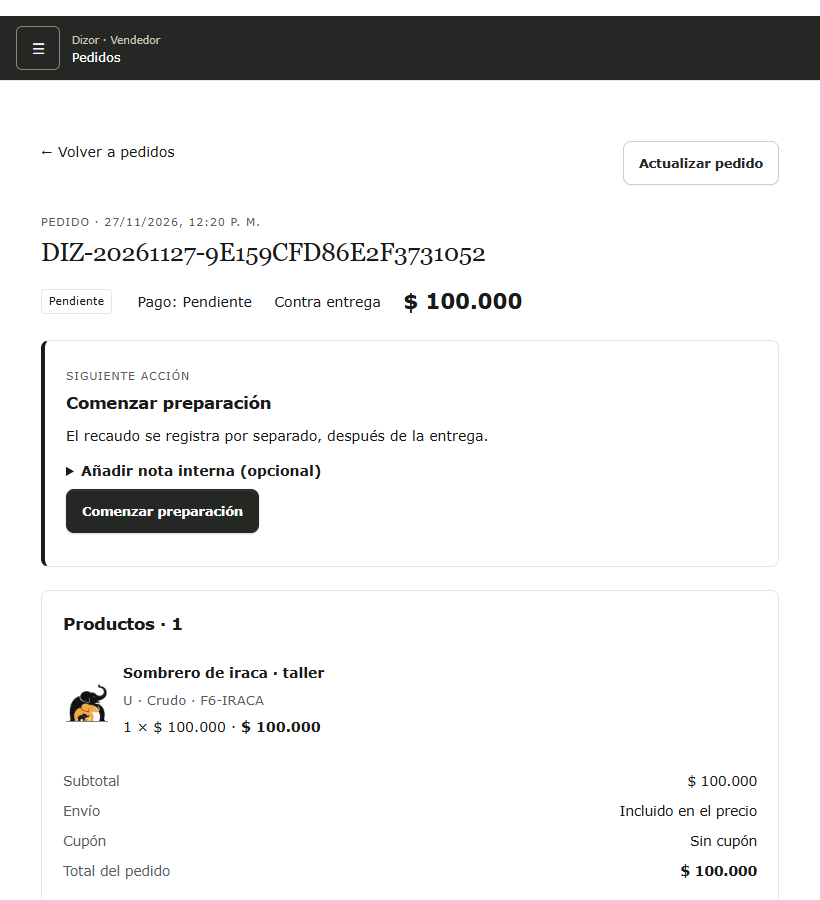 ☰
Dizor · Vendedor
Pedidos
← Volver a pedidos
Actualizar pedido
PEDIDO · 27/11/2026, 12:20 P. M.
DIZ-20261127-9E159CFD86E2F3731052
Pendiente Pago: Pendiente Contra entrega $ 100.000
SIGUIENTE ACCIÓN
Comenzar preparación
El recaudo se registra por separado, después de la entrega.
▶ Añadir nota interna (opcional)
Comenzar preparación
Productos · 1
Sombrero de iraca · taller
U · Crudo · F6-IRACA
1 × $ 100.000 · $ 100.000
Subtotal $ 100.000
Envío Incluido en el precio
Cupón Sin cupón
Total del pedido $ 100.000